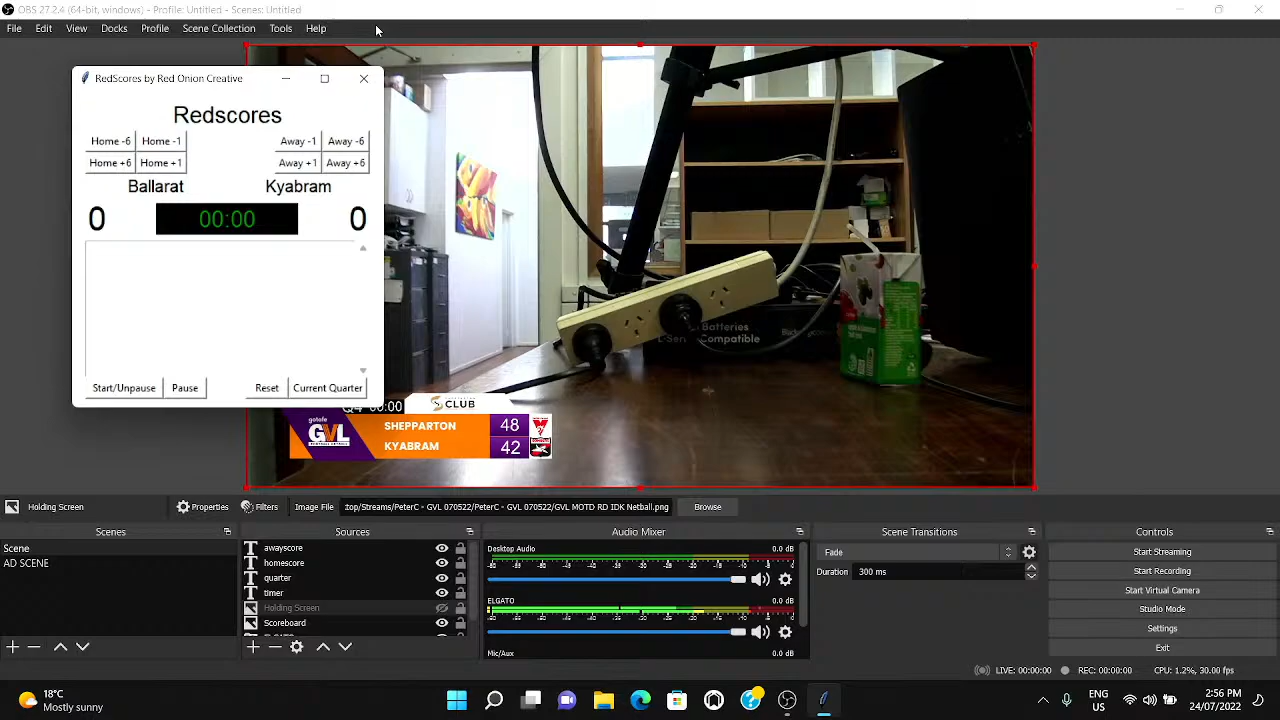 OBS 27.2.4 (64-bit, windows) - Profile: Untitled - Scenes: Untitled
File Edit View Docks Profile Scene Collection Tools Help
RedScores by Red Onion Creative
Redscores
Home -6 Home -1 Away -1 Away -6
Home +6 Home +1 Away +1 Away +6
Ballarat Kyabram
0 00:00 0
Start/Unpause Pause Reset Current Quarter
Batteries
Compatible
Q4 00:00 CLUB
gotafe
GVL
SHEPPARTON 48
KYABRAM 42
Holding Screen Properties Filters Image File :top/Streams/PeterC - GVL 070522/PeterC - GVL 070522/GVL MOTD RD IDK Netball.png Browse
Scenes Sources Audio Mixer Scene Transitions Controls
Scene
AD SCENE
awayscore
homescore
quarter
timer
Holding Screen
Scoreboard
Desktop Audio 0.0 dB
ELGATO 0.0 dB
Mic/Aux 0.0 dB
Fade
Duration 300 ms
Start Streaming
Start Recording
Start Virtual Camera
Studio Mode
Settings
Exit
LIVE: 00:00:00 REC: 00:00:00 CPU: 1.2%, 30.00 fps
18°C
Mostly sunny
ENG
US
2:56 PM
24/07/2022